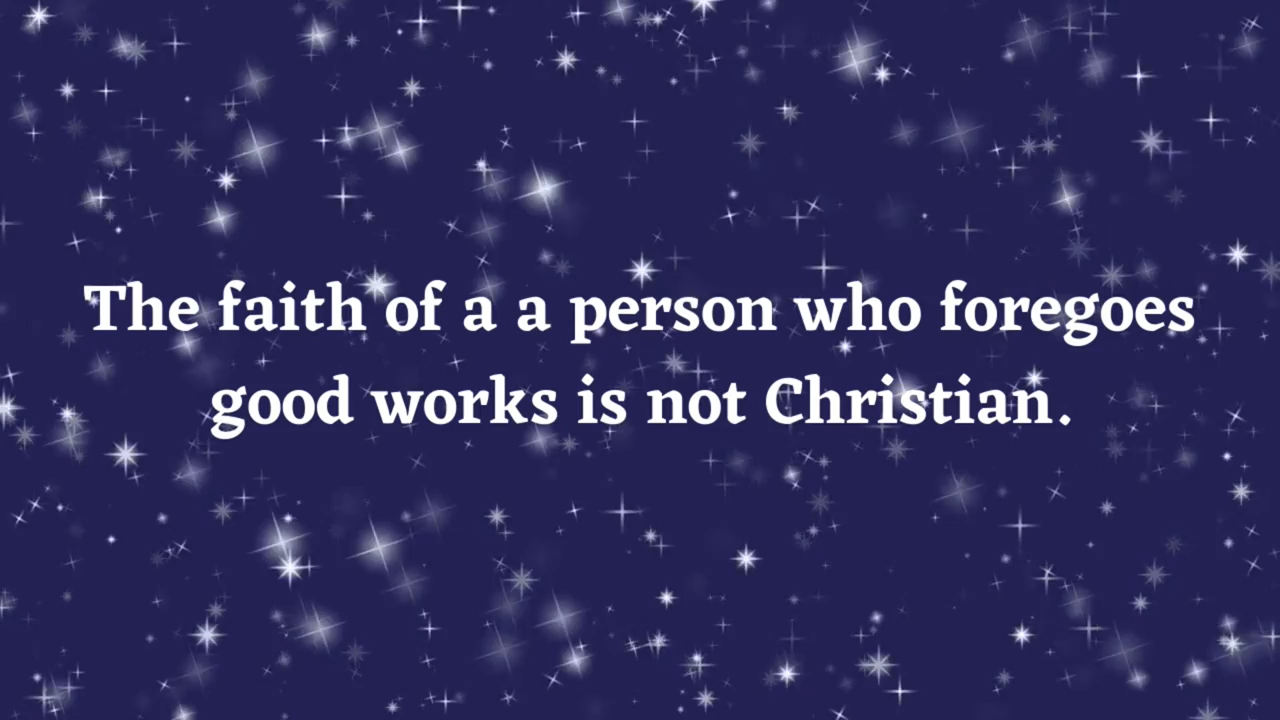 The faith of a a person who foregoes
good works is not Christian.